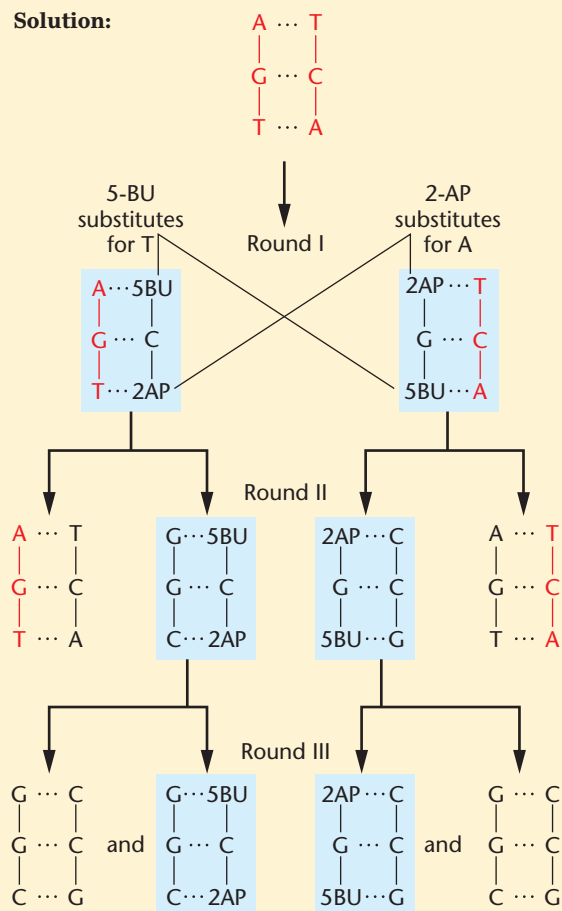 Solution:
A ··· T
G ··· C
T ··· A
5-BU
substitutes
for T
Round I
2-AP
substitutes
for A
A···5BU
G ··· C
T···2AP
2AP···T
G ··· C
5BU···A
Round II
A ··· T
G ··· C
T ··· A
G···5BU
G ··· C
C···2AP
2AP···C
G ··· C
5BU···G
A ··· T
G ··· C
T ··· A
Round III
G ··· C
G ··· C
C ··· G
and
G···5BU
G ··· C
C···2AP
2AP···C
G ··· C
5BU···G
and
G ··· C
G ··· C
C ··· G